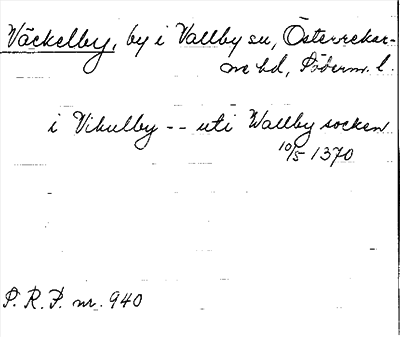 Väckelby, by i Vallby sn, Österrekar-
ne hd, Söderm. l.
i Vikulby -- uti Wallby socken
10/5 1370
S. R. P. nr. 940